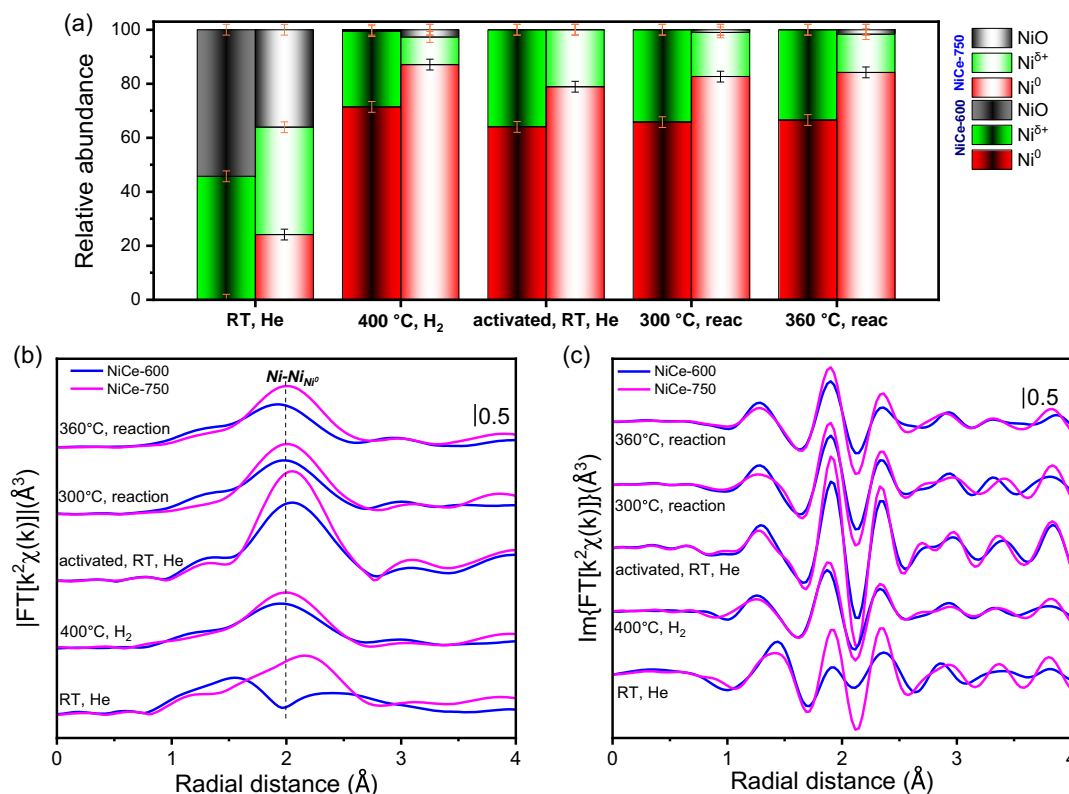 (a)
Relative abundance
100
80
60
40
20
0
RT, He
400 °C, H₂
activated, RT, He
300 °C, reac
360 °C, reac
NiCe-750
NiO
Niᵟ⁺
Ni⁰
NiCe-600
NiO
Niᵟ⁺
Ni⁰
(b)
NiCe-600
NiCe-750
Ni-Ni_Ni⁰
|0.5
360°C, reaction
300°C, reaction
activated, RT, He
400°C, H₂
RT, He
|FT[k²χ(k)]|(Å³)
0 1 2 3 4
Radial distance (Å)
(c)
NiCe-600
NiCe-750
|0.5
360°C, reaction
300°C, reaction
activated, RT, He
400°C, H₂
RT, He
Im{FT[k²χ(k)]}(Å³)
0 1 2 3 4
Radial distance (Å)